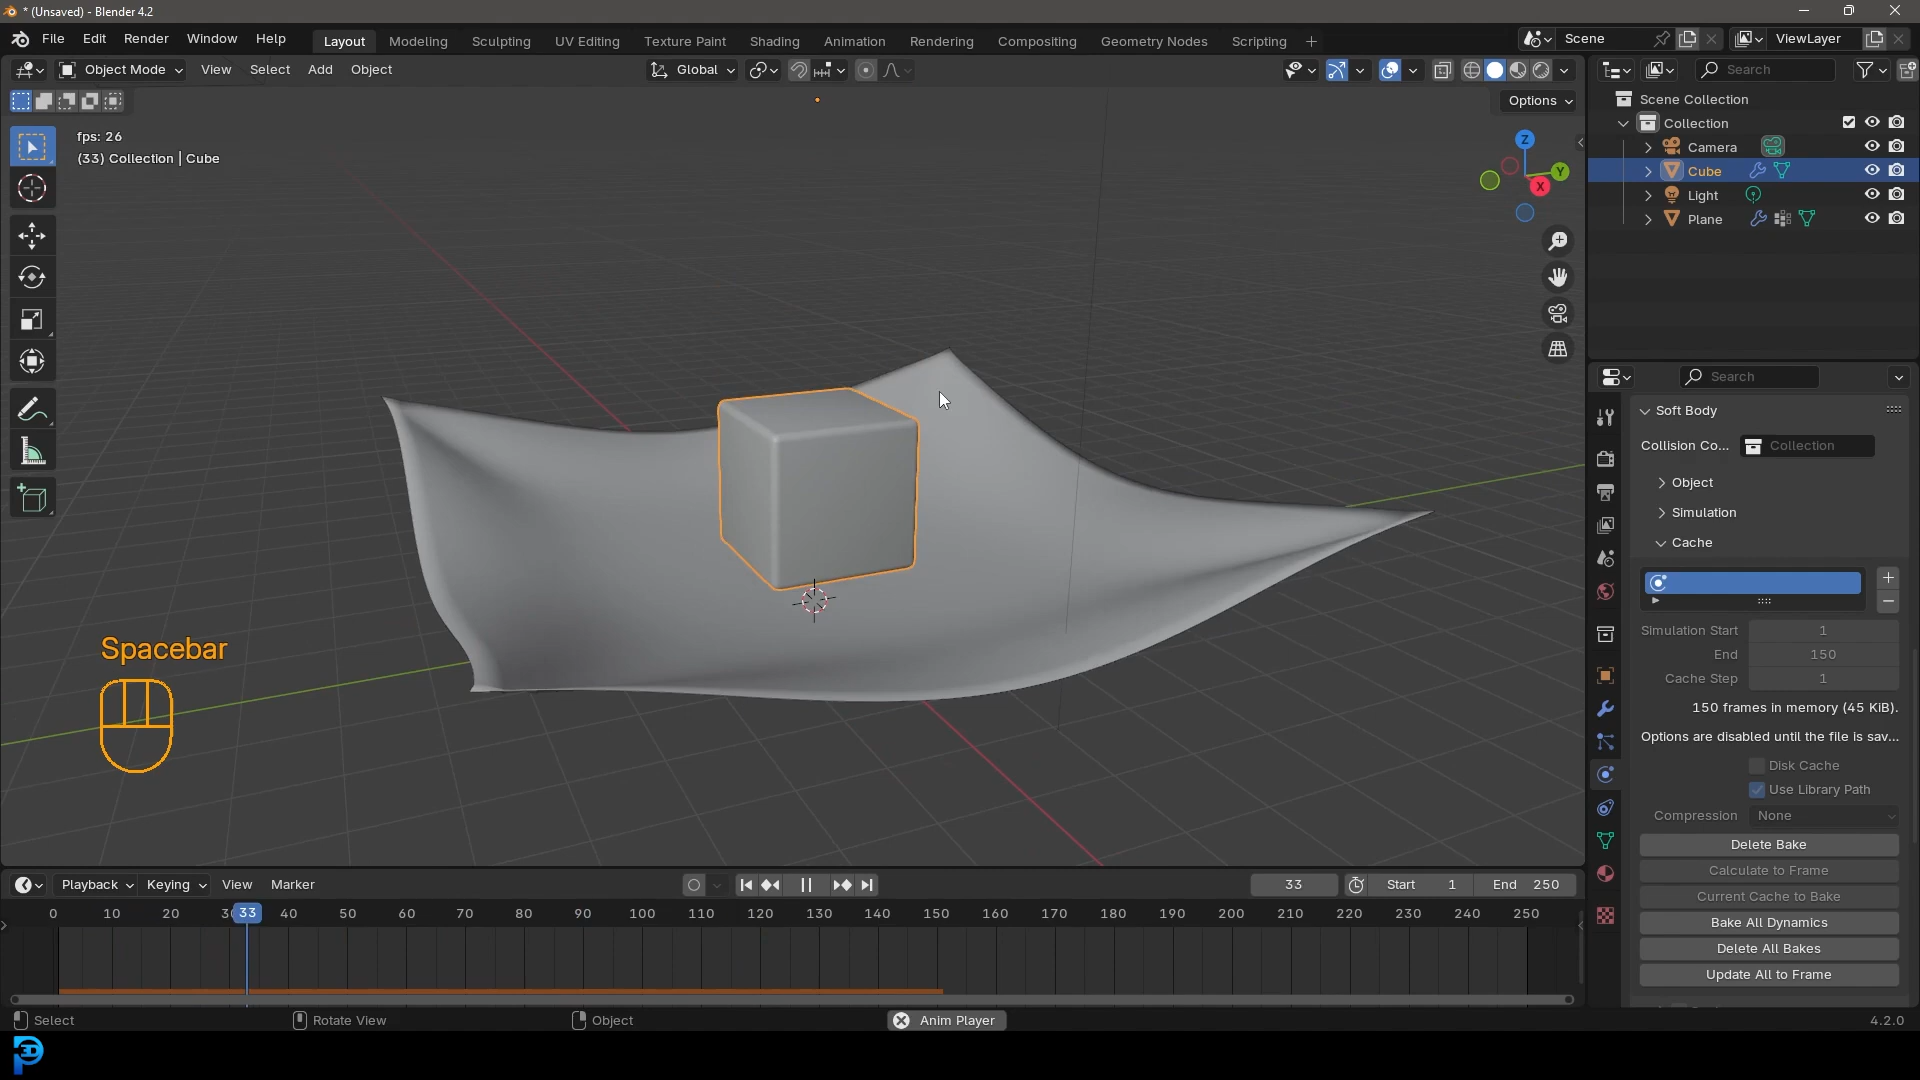 * (Unsaved) - Blender 4.2
File Edit Render Window Help
Layout Modeling Sculpting UV Editing Texture Paint Shading Animation Rendering Compositing Geometry Nodes Scripting +
Scene
ViewLayer
Object Mode View Select Add Object
Global
Search
Options
Scene Collection
Collection
Camera
Cube
Light
Plane
fps: 26
(33) Collection | Cube
Z
Y
X
Search
Soft Body
Collision Co... Collection
Object
Simulation
Cache
Simulation Start 1
End 150
Cache Step 1
150 frames in memory (45 KiB).
Options are disabled until the file is sav...
Disk Cache
Use Library Path
Compression None
Delete Bake
Calculate to Frame
Current Cache to Bake
Bake All Dynamics
Delete All Bakes
Update All to Frame
Spacebar
Playback Keying View Marker
33 Start 1 End 250
0 10 20 30 33 40 50 60 70 80 90 100 110 120 130 140 150 160 170 180 190 200 210 220 230 240 250
Select Rotate View Object Anim Player 4.2.0